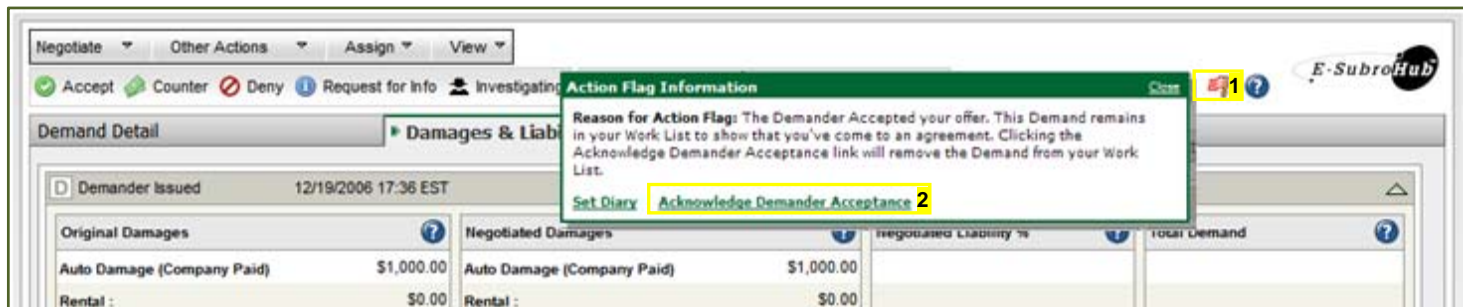 Negotiate Other Actions Assign View
Accept Counter Deny Request for Info Investigating
Action Flag Information Close 1
E-SubroHub
Reason for Action Flag: The Demander Accepted your offer. This Demand remains
in your Work List to show that you've come to an agreement. Clicking the
Acknowledge Demander Acceptance link will remove the Demand from your Work
List.
Set Diary Acknowledge Demander Acceptance 2
Demand Detail Damages & Liab
D Demander Issued 12/19/2006 17:36 EST
Original Damages Negotiated Damages Negotiated Liability % Total Demand
Auto Damage (Company Paid) $1,000.00 Auto Damage (Company Paid) $1,000.00
Rental : $0.00 Rental : $0.00